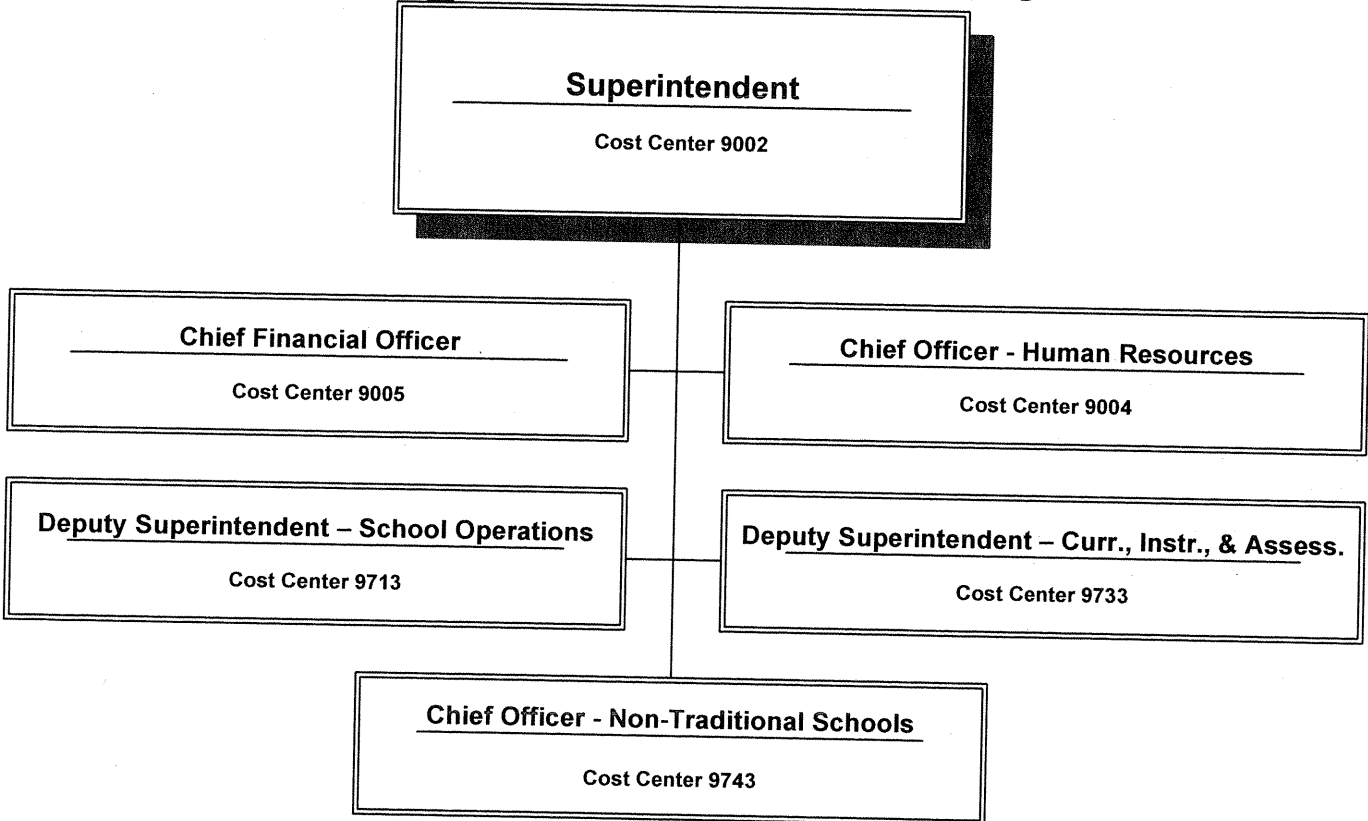 Superintendent
Cost Center 9002
Chief Financial Officer
Cost Center 9005
Chief Officer - Human Resources
Cost Center 9004
Deputy Superintendent – School Operations
Cost Center 9713
Deputy Superintendent – Curr., Instr., & Assess.
Cost Center 9733
Chief Officer - Non-Traditional Schools
Cost Center 9743